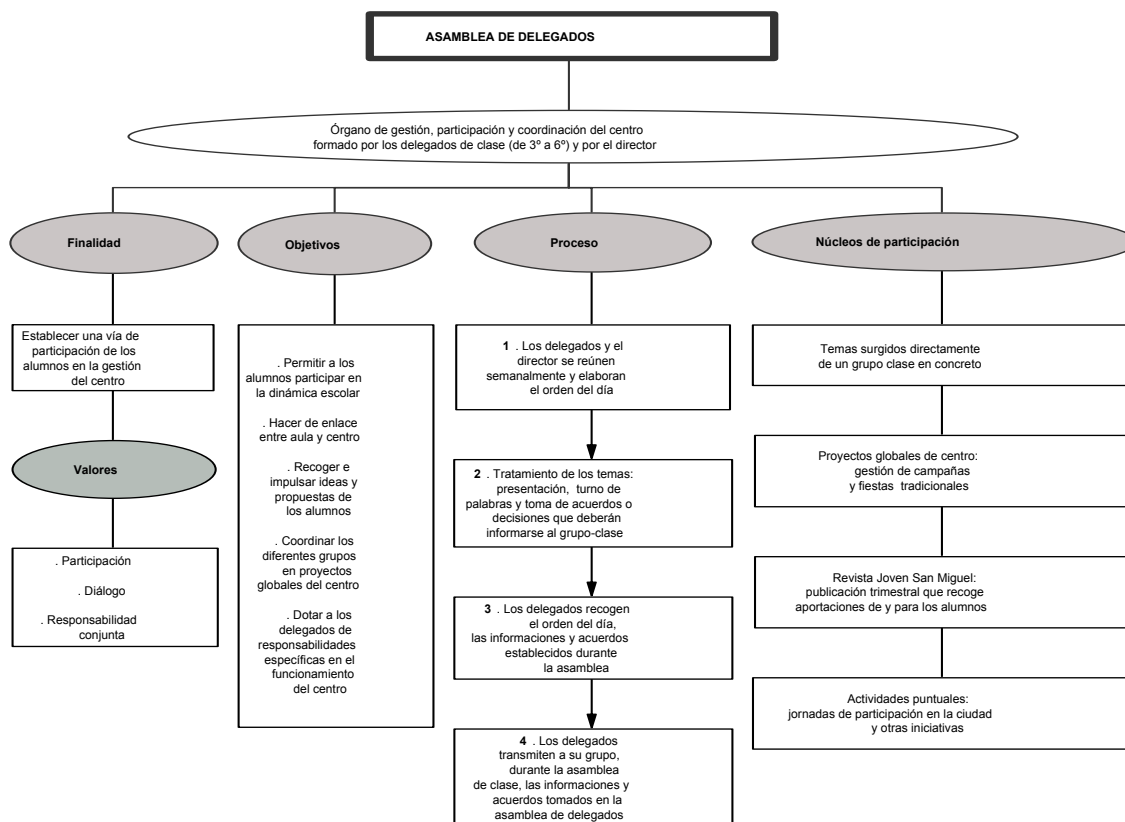 ASAMBLEA DE DELEGADOS
Órgano de gestión, participación y coordinación del centro
formado por los delegados de clase (de 3º a 6º) y por el director
Finalidad
Establecer una vía de
participación de los
alumnos en la gestión
del centro
Valores
. Participación
. Diálogo
. Responsabilidad
conjunta
Objetivos
. Permitir a los
alumnos participar en
la dinámica escolar
. Hacer de enlace
entre aula y centro
. Recoger e
impulsar ideas y
propuestas de
los alumnos
. Coordinar los
diferentes grupos
en proyectos
globales del centro
. Dotar a los
delegados de
responsabilidades
específicas en el
funcionamiento
del centro
Proceso
1 . Los delegados y el
director se reúnen
semanalmente y elaboran
el orden del día
2 . Tratamiento de los temas:
presentación, turno de
palabras y toma de acuerdos o
decisiones que deberán
informarse al grupo-clase
3 . Los delegados recogen
el orden del día,
las informaciones y acuerdos
establecidos durante
la asamblea
4 . Los delegados
transmiten a su grupo,
durante la asamblea
de clase, las informaciones y
acuerdos tomados en la
asamblea de delegados
Núcleos de participación
Temas surgidos directamente
de un grupo clase en concreto
Proyectos globales de centro:
gestión de campañas
y fiestas tradicionales
Revista Joven San Miguel:
publicación trimestral que recoge
aportaciones de y para los alumnos
Actividades puntuales:
jornadas de participación en la ciudad
y otras iniciativas